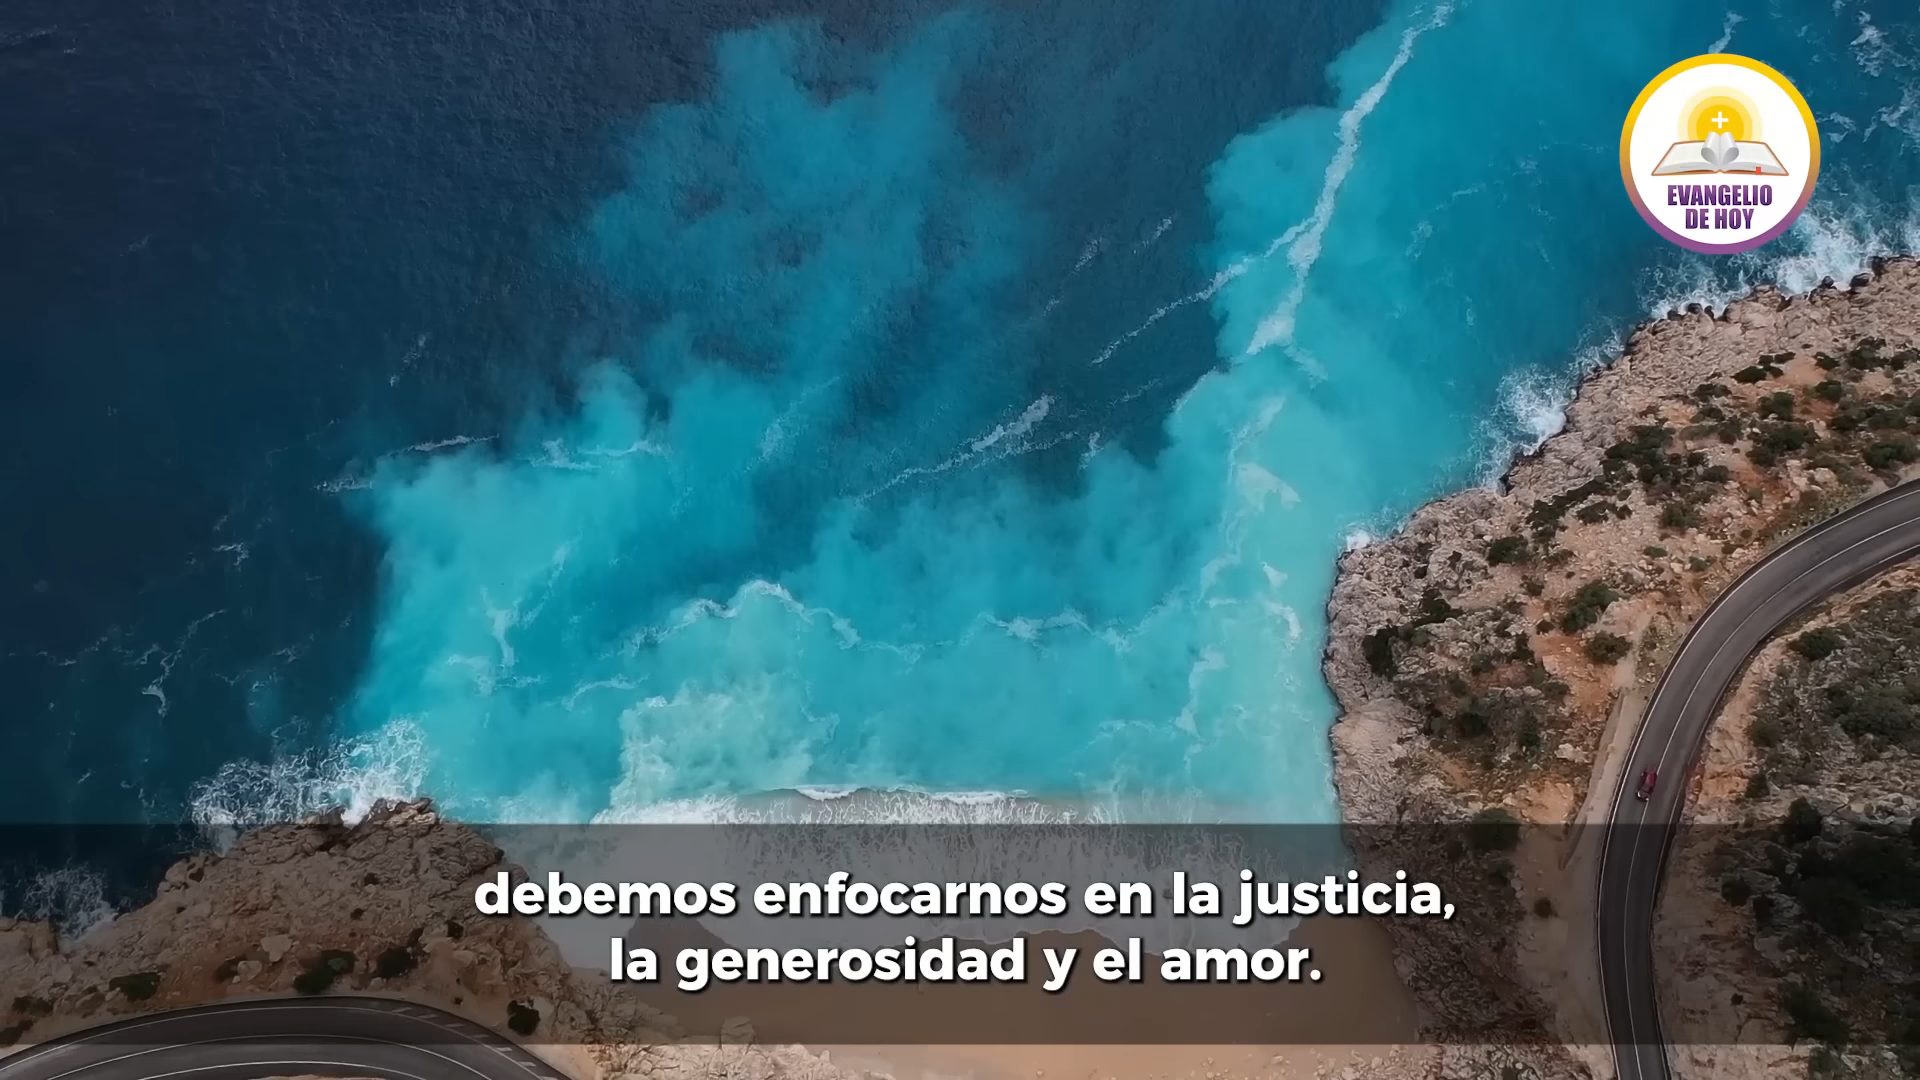 EVANGELIO
DE HOY
debemos enfocarnos en la justicia,
la generosidad y el amor.